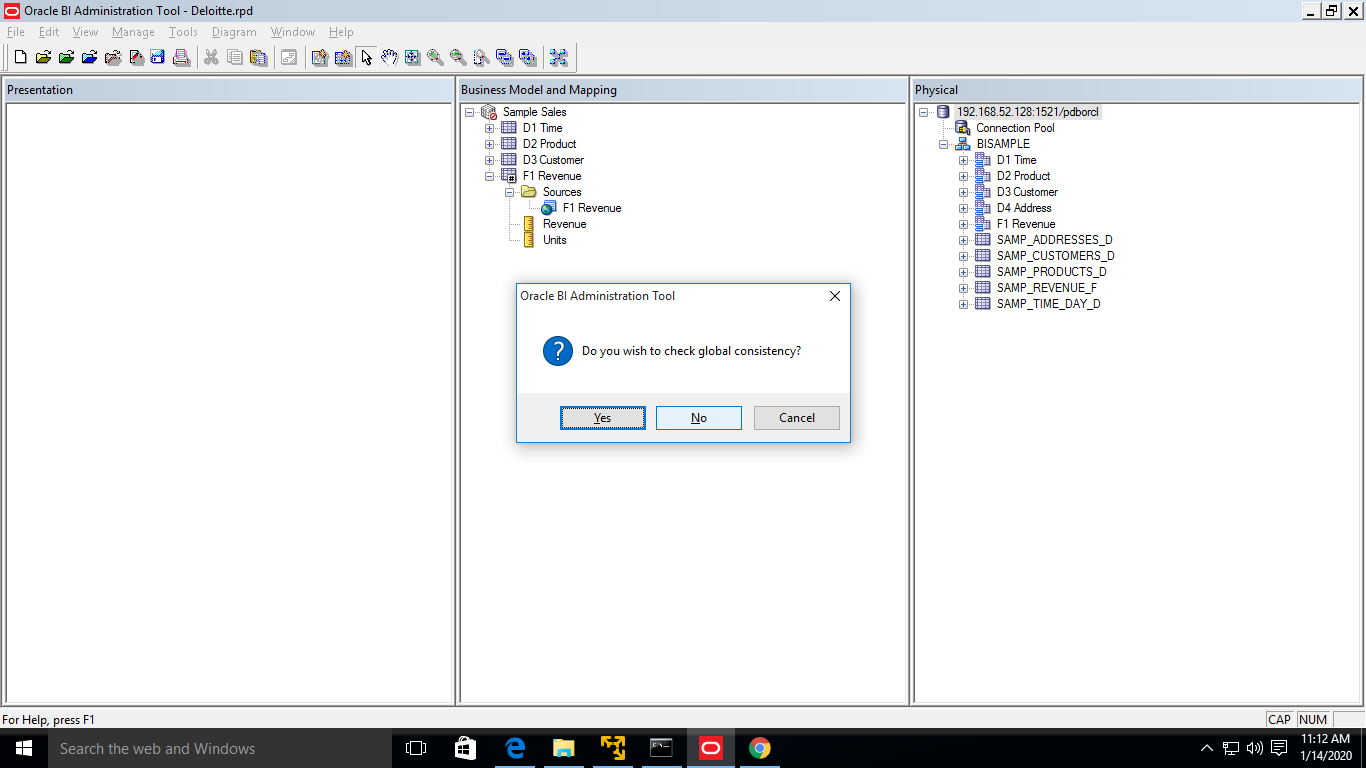 Oracle BI Administration Tool - Deloitte.rpd
File Edit View Manage Tools Diagram Window Help
Presentation
Business Model and Mapping
Sample Sales
D1 Time
D2 Product
D3 Customer
F1 Revenue
Sources
F1 Revenue
Revenue
Units
Physical
192.168.52.128:1521/pdborcl
Connection Pool
BISAMPLE
D1 Time
D2 Product
D3 Customer
D4 Address
F1 Revenue
SAMP_ADDRESSES_D
SAMP_CUSTOMERS_D
SAMP_PRODUCTS_D
SAMP_REVENUE_F
SAMP_TIME_DAY_D
Oracle BI Administration Tool
Do you wish to check global consistency?
Yes No Cancel
For Help, press F1
CAP NUM
Search the web and Windows
11:12 AM
1/14/2020